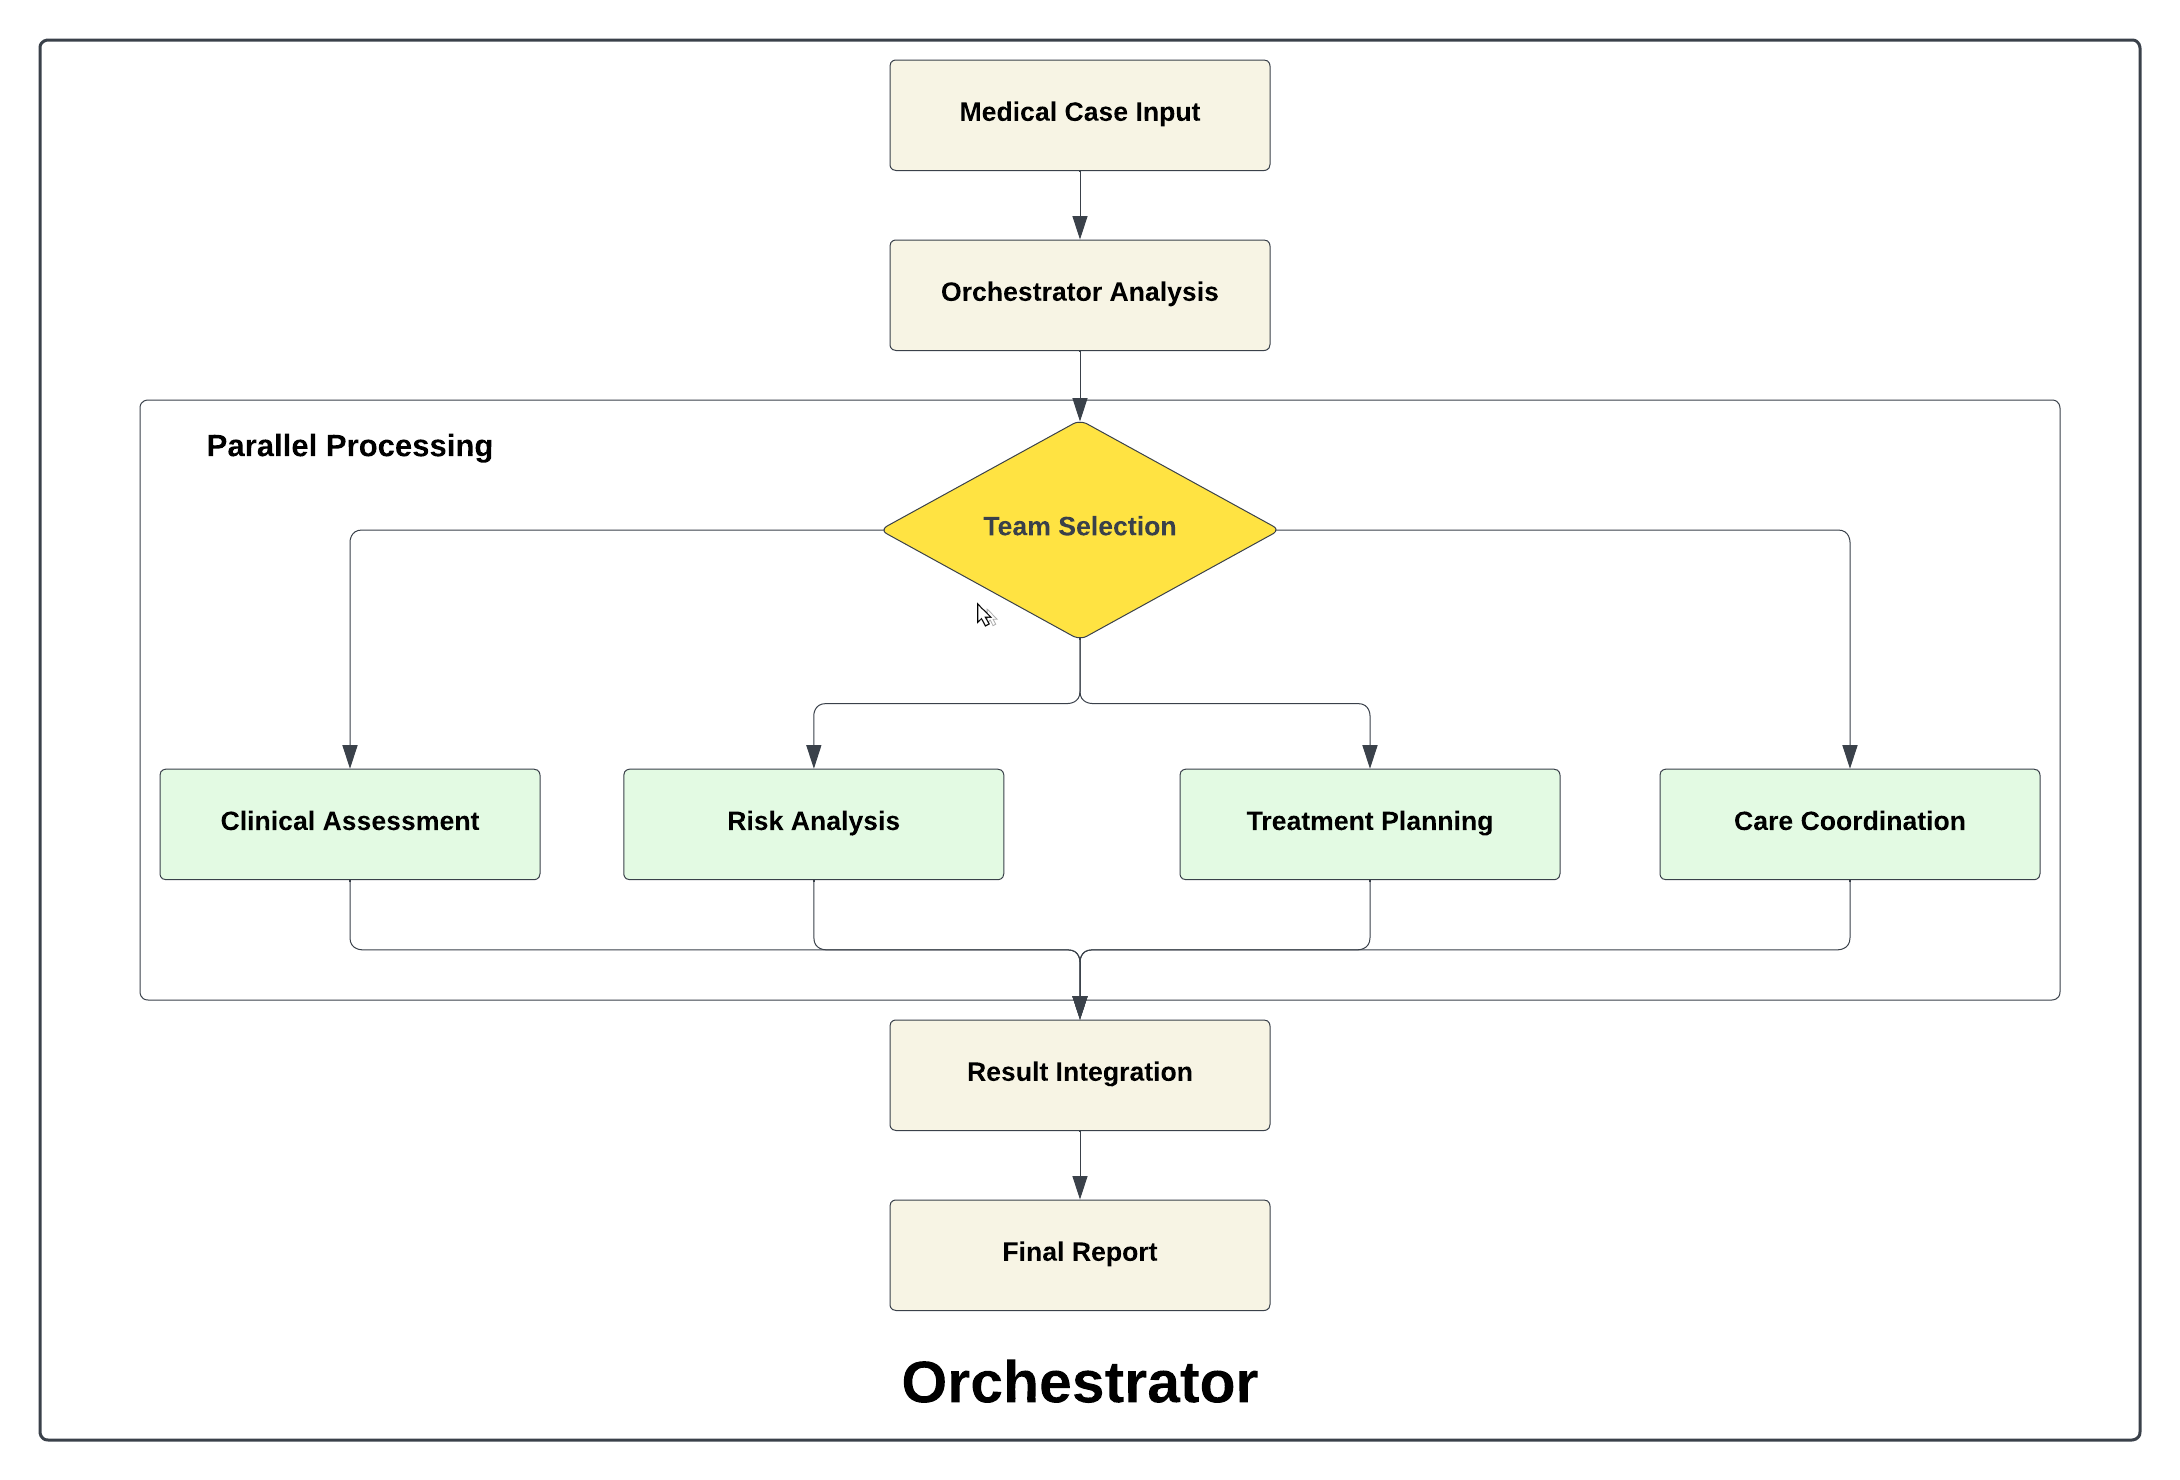 Medical Case Input
Orchestrator Analysis
Parallel Processing
Team Selection
Clinical Assessment
Risk Analysis
Treatment Planning
Care Coordination
Result Integration
Final Report
Orchestrator